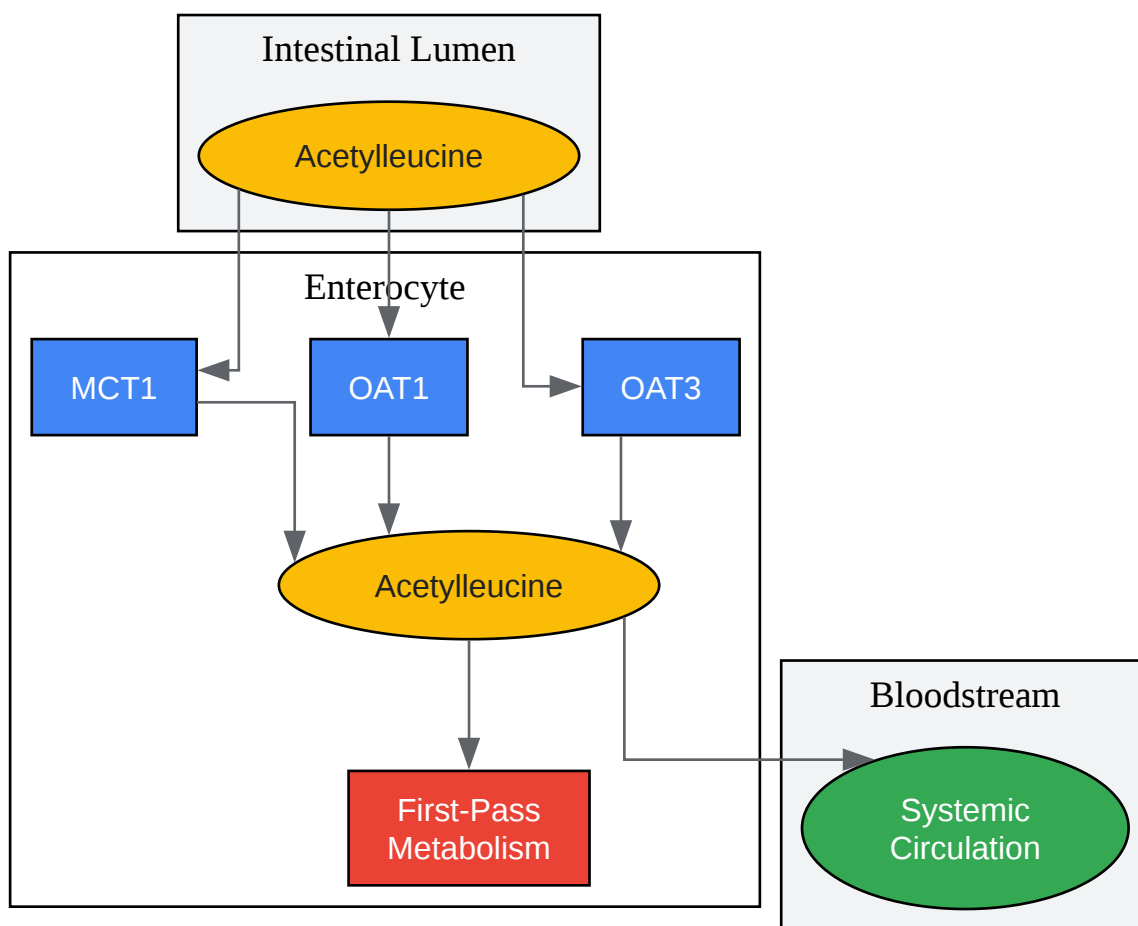 Intestinal Lumen
Acetylleucine
Enterocyte
MCT1
OAT1
OAT3
Acetylleucine
Bloodstream
First-Pass
Metabolism
Systemic
Circulation